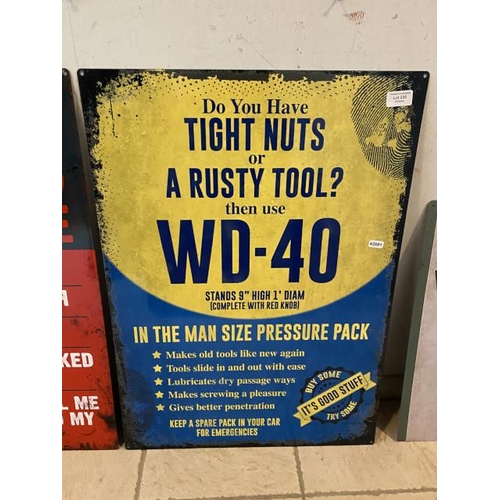 Do You Have
TIGHT NUTS
or
A RUSTY TOOL?
then use
WD-40
STANDS 9" HIGH 1' DIAM
(COMPLETE WITH RED KNOB)
IN THE MAN SIZE PRESSURE PACK
★ Makes old tools like new again
★ Tools slide in and out with ease
★ Lubricates dry passage ways
★ Makes screwing a pleasure
★ Gives better penetration
KEEP A SPARE PACK IN YOUR CAR
FOR EMERGENCIES
BUY SOME
IT'S GOOD STUFF
TRY SOME
KED
L ME
MY